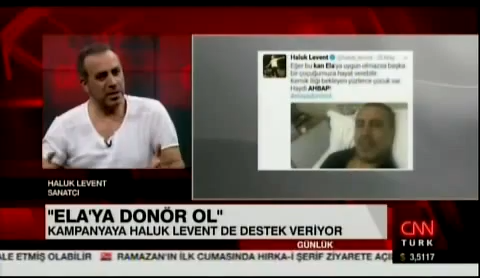 Haluk Levent
Eğer bu kan Ela'ya uygun olmazsa başka
bir çocuğumuza hayat verebilir.
Kemik iliği bekleyen yüzlerce çocuk var.
Haydi AHBAP!
HALUK LEVENT
SANATÇI
"ELA'YA DONÖR OL"
KAMPANYAYA HALUK LEVENT DE DESTEK VERİYOR
GÜNLÜK
CNN
TÜRK
ETMİŞ OLABİLİR
RAMAZAN'IN İLK CUMASINDA HIRKA-İ ŞERİF ZİYARETE AÇILDI
$ 3,5117